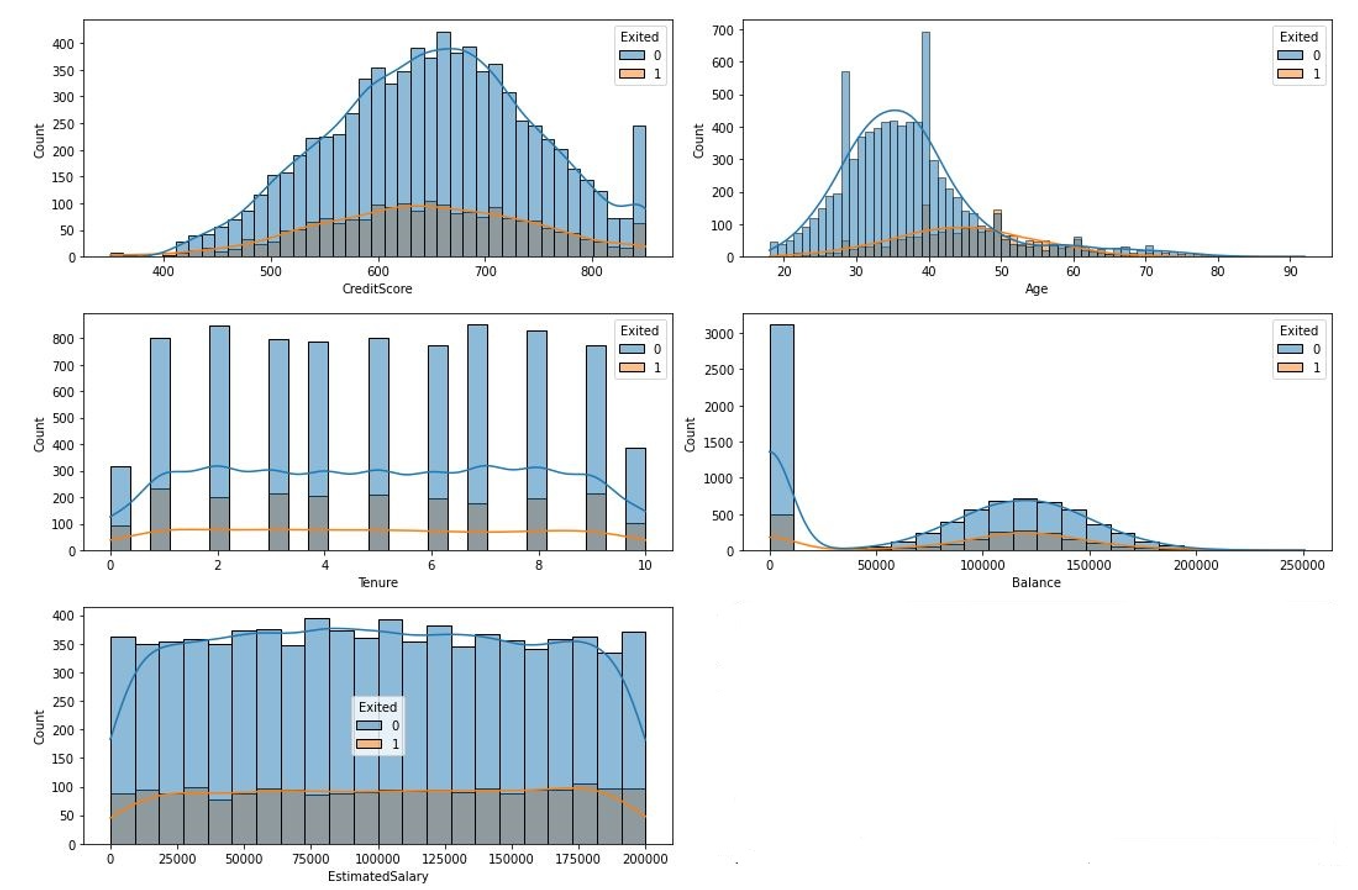 400
350
300
250
200
150
100
50
0
Count
400 500 600 700 800
CreditScore
Exited
0
1
700
600
500
400
300
200
100
0
Count
20 30 40 50 60 70 80 90
Age
Exited
0
1
800
700
600
500
400
300
200
100
0
Count
0 2 4 6 8 10
Tenure
Exited
0
1
3000
2500
2000
1500
1000
500
0
Count
0 50000 100000 150000 200000 250000
Balance
Exited
0
1
400
350
300
250
200
150
100
50
0
Count
0 25000 50000 75000 100000 125000 150000 175000 200000
EstimatedSalary
Exited
0
1